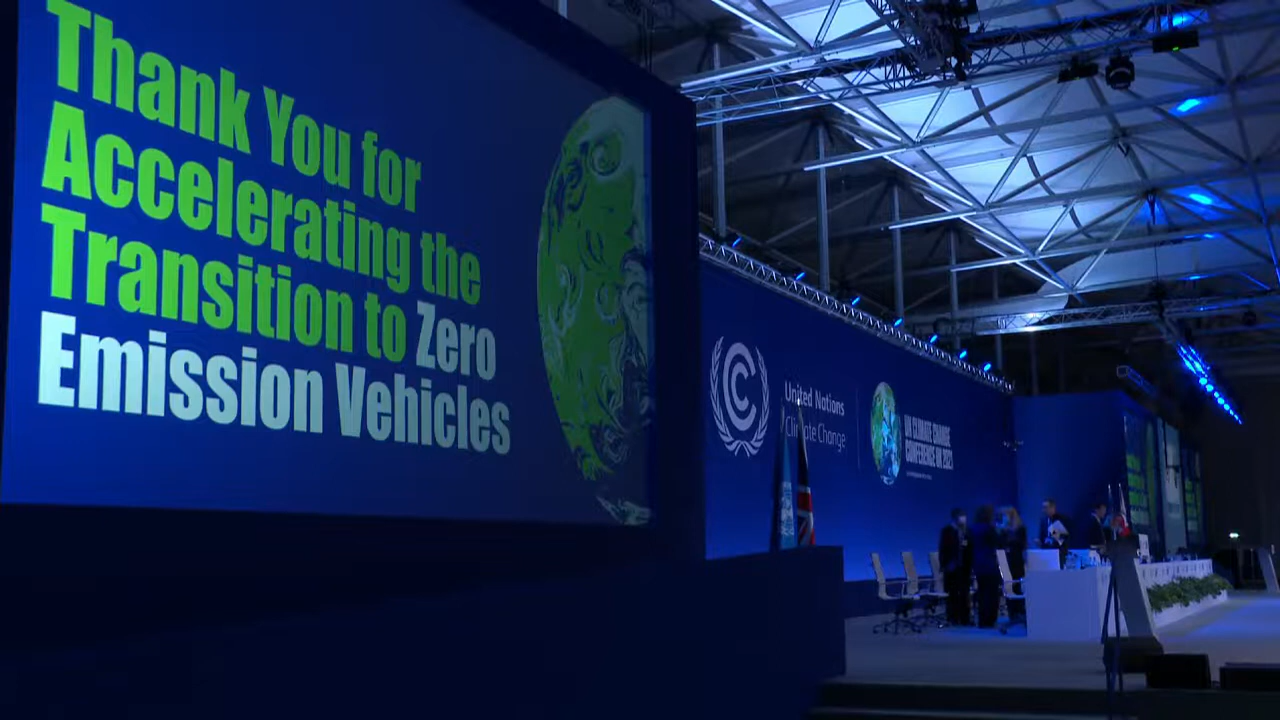 Thank You for
Accelerating the
Transition to Zero
Emission Vehicles
United Nations
Climate Change
UN CLIMATE CHANGE
CONFERENCE UK 2021